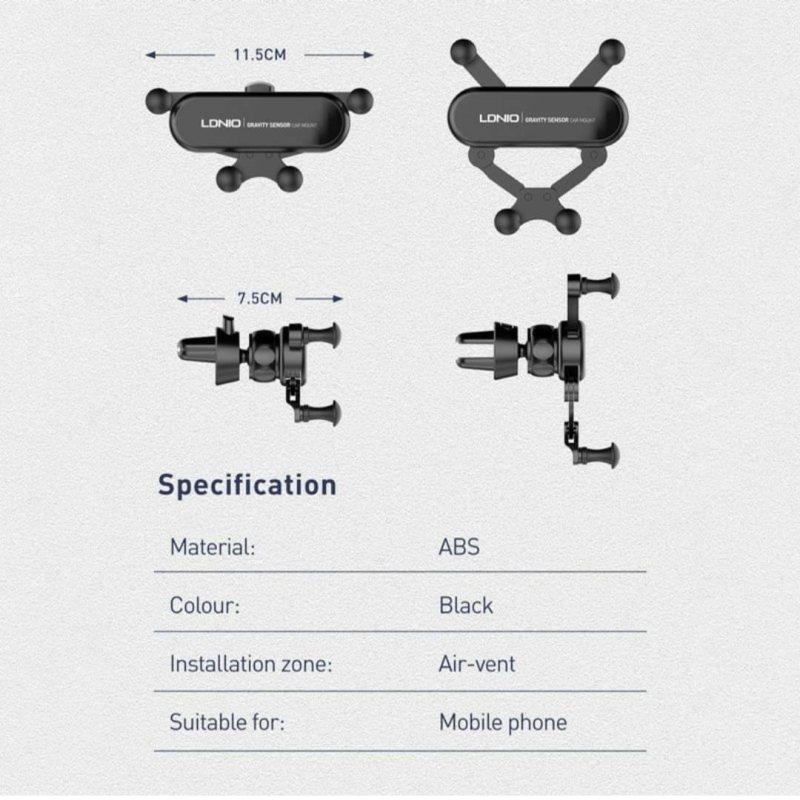 11.5CM
LDNIO GRAVITY SENSOR CAR MOUNT
LDNIO GRAVITY SENSOR CAR MOUNT
7.5CM
Specification
Material: ABS
Colour: Black
Installation zone: Air-vent
Suitable for: Mobile phone